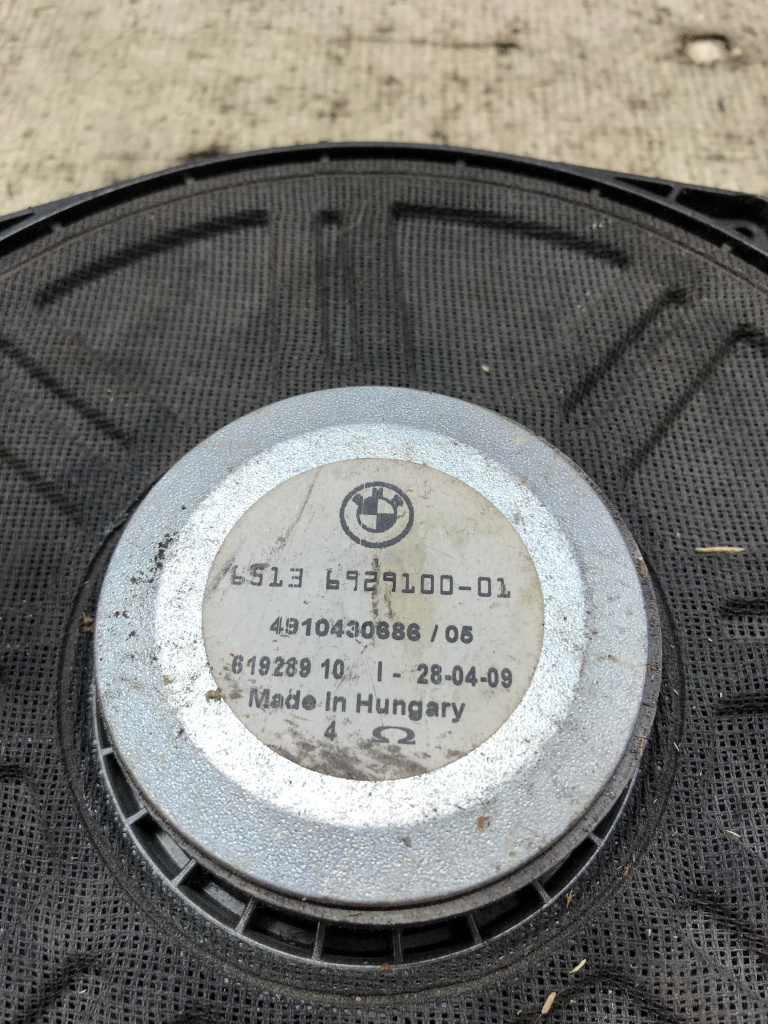 6513 6929100-01
4910430686 / 05
619289 10 I - 28-04-09
Made in Hungary
4 Ω